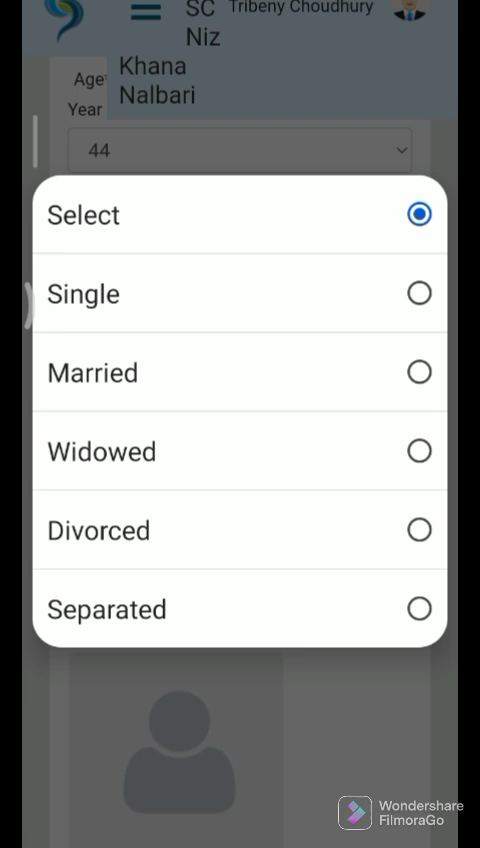 SC
Tribeny Choudhury
Niz
Khana
Nalbari
Age
Year
44
Select
Single
Married
Widowed
Divorced
Separated
Wondershare
FilmoraGo